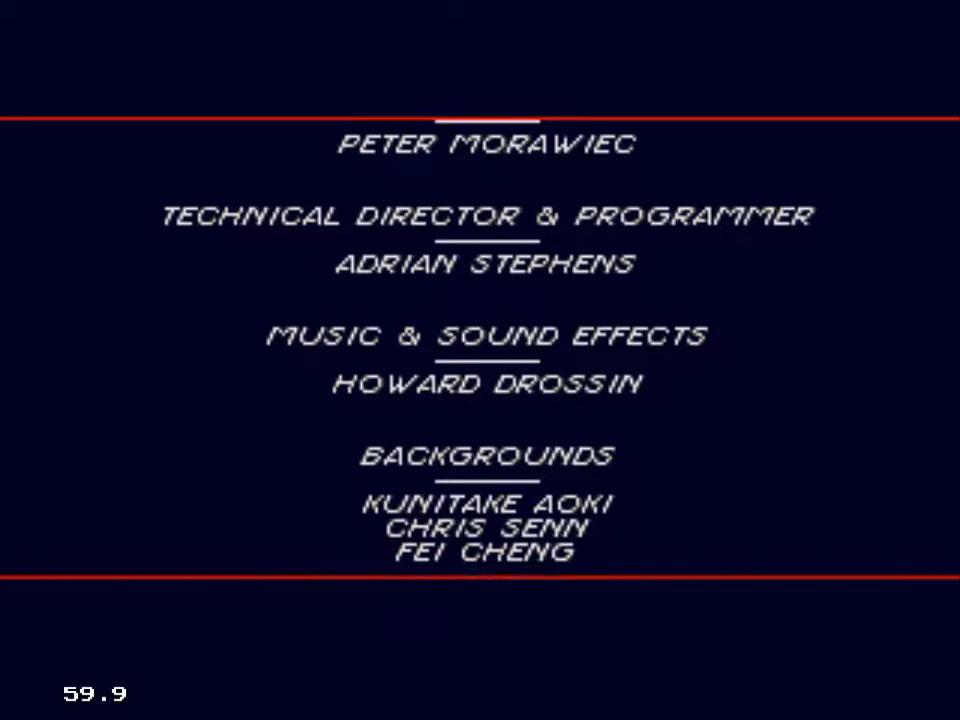 PETER MORAWIEC
TECHNICAL DIRECTOR & PROGRAMMER
ADRIAN STEPHENS
MUSIC & SOUND EFFECTS
HOWARD DROSSIN
BACKGROUNDS
KUNITAKE AOKI
CHRIS SENN
FEI CHENG
59.9